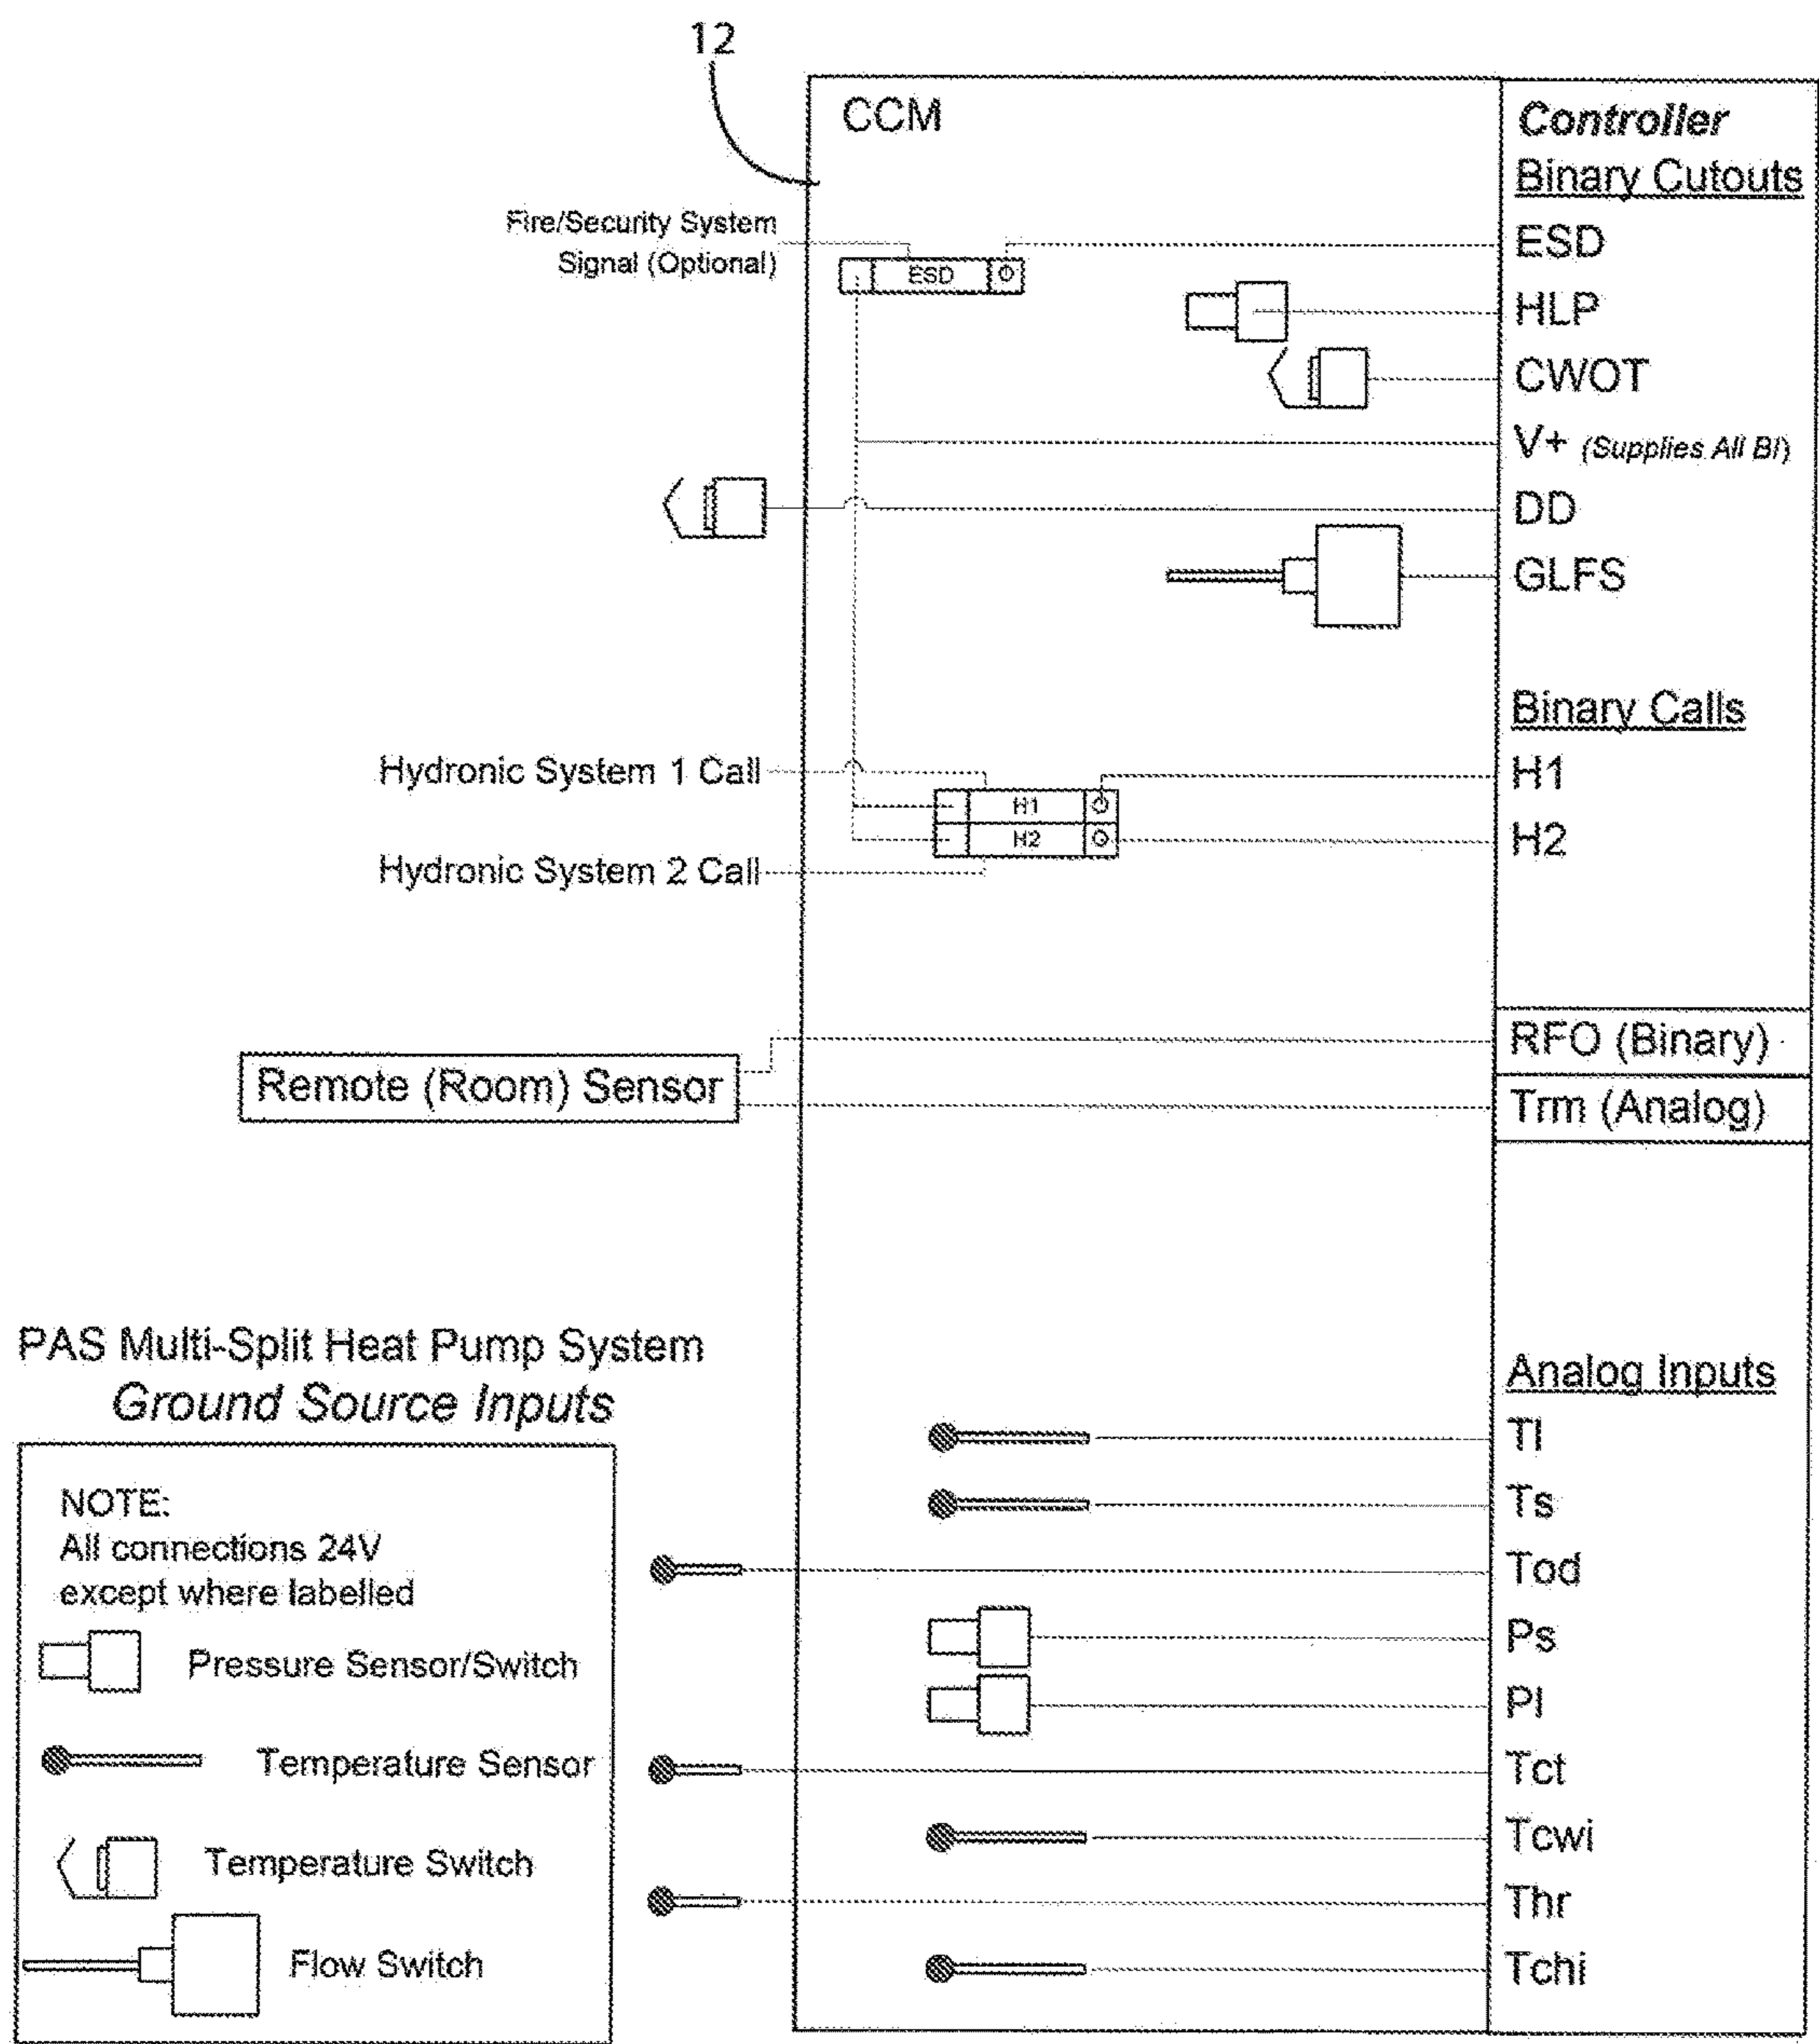 12
CCM
Controller
Binary Cutouts
Fire/Security System
Signal (Optional)
ESD
ESD
HLP
CWOT
V+ (Supplies All BI)
DD
GLFS
Binary Calls
Hydronic System 1 Call
H1
H1
H2
H2
Hydronic System 2 Call
RFO (Binary)
Remote (Room) Sensor
Trm (Analog)
PAS Multi-Split Heat Pump System
Ground Source Inputs
NOTE:
All connections 24V
except where labelled
Pressure Sensor/Switch
Temperature Sensor
Temperature Switch
Flow Switch
Analog Inputs
Tl
Ts
Tod
Ps
Pl
Tct
Tcwi
Thr
Tchi